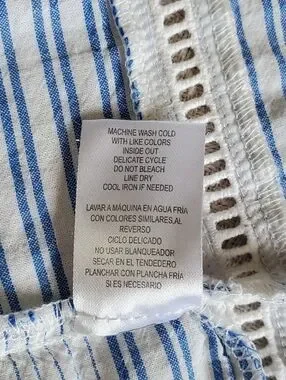 MACHINE WASH COLD
WITH LIKE COLORS
INSIDE OUT
DELICATE CYCLE
DO NOT BLEACH
LINE DRY
COOL IRON IF NEEDED
LAVAR A MÁQUINA EN AGUA FRÍA
CON COLORES SIMILARES,AL
REVERSO
CICLO DELICADO
NO USAR BLANQUEADOR
SECAR EN EL TENDEDERO
PLANCHAR CON PLANCHA FRÍA
SI ES NECESARIO